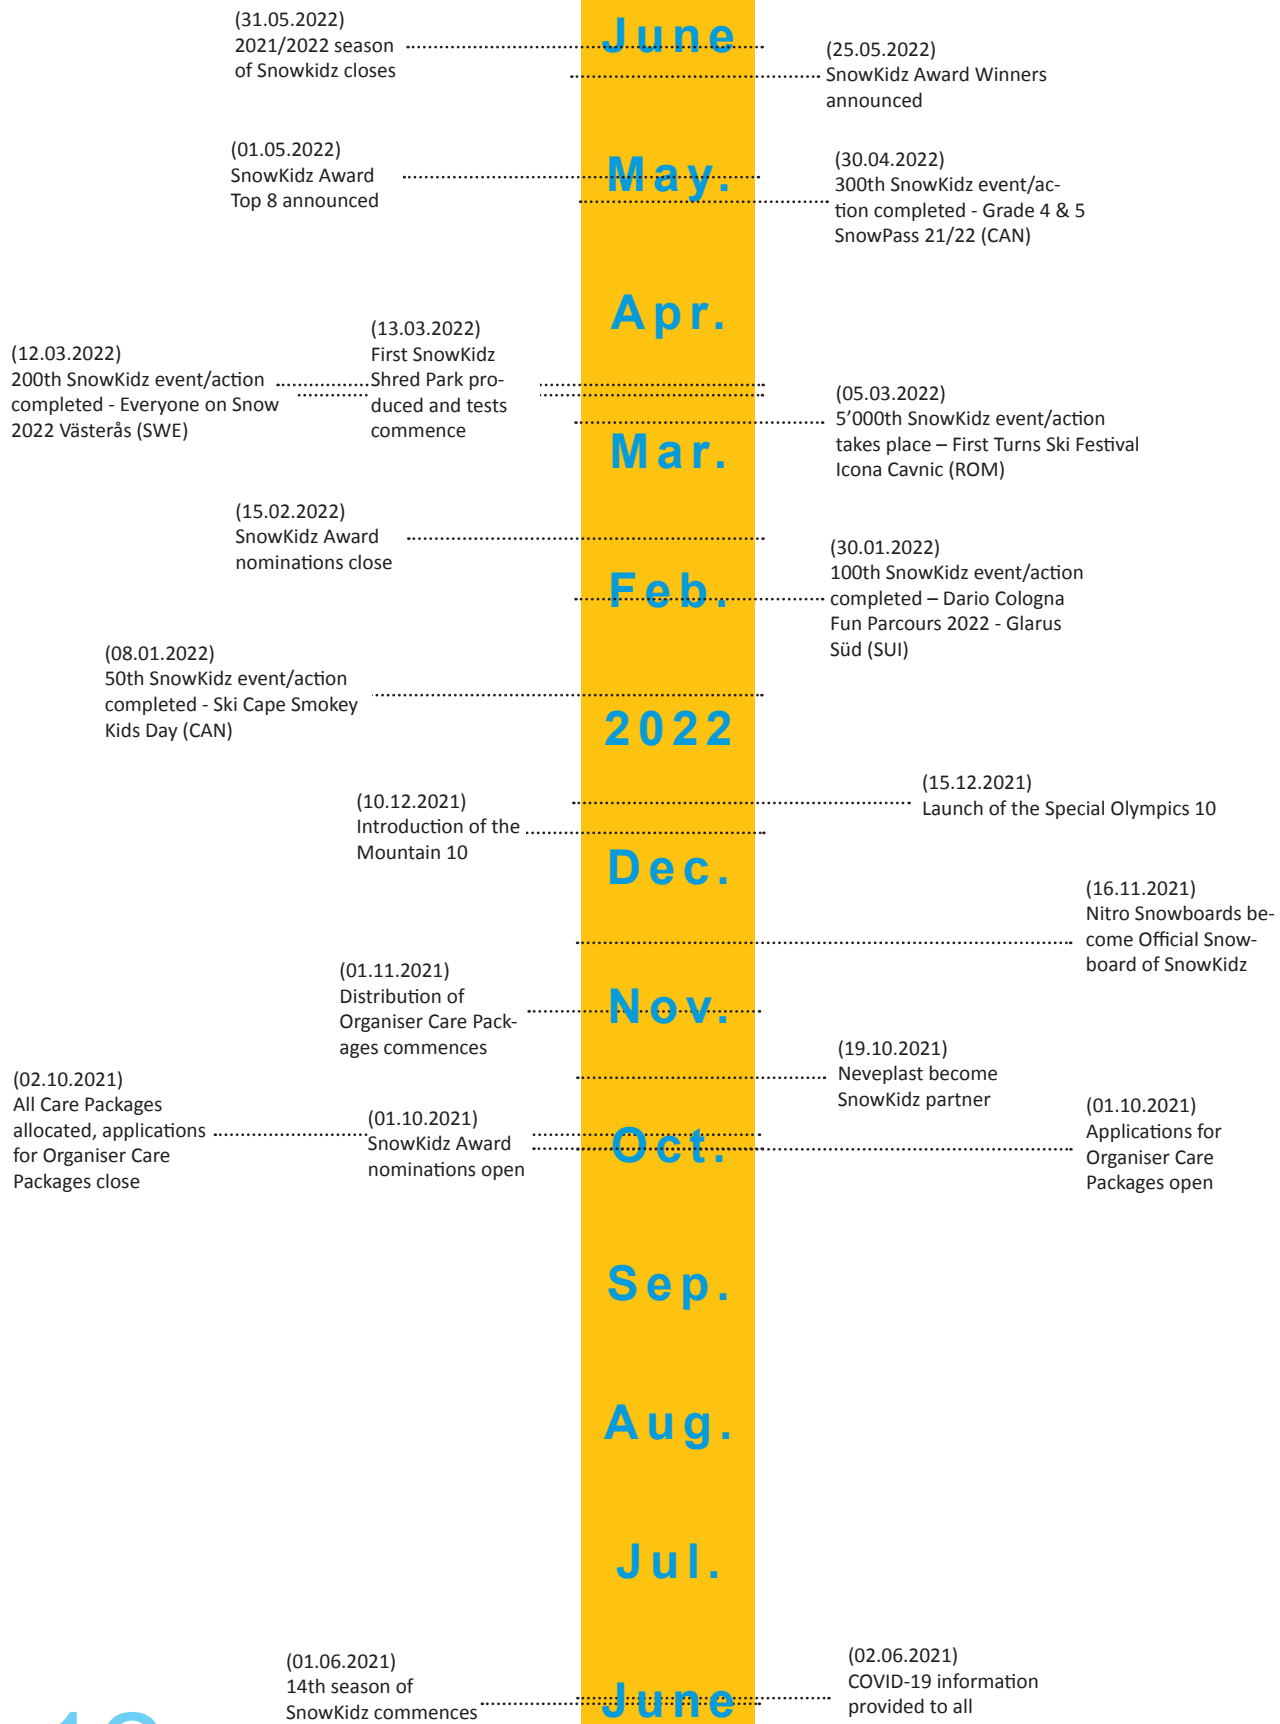 (31.05.2022)
2021/2022 season
of Snowkidz closes
June
(25.05.2022)
SnowKidz Award Winners
announced
(01.05.2022)
SnowKidz Award
Top 8 announced
May.
(30.04.2022)
300th SnowKidz event/ac-
tion completed - Grade 4 & 5
SnowPass 21/22 (CAN)
Apr.
(12.03.2022)
200th SnowKidz event/action
completed - Everyone on Snow
2022 Västerås (SWE)
(13.03.2022)
First SnowKidz
Shred Park pro-
duced and tests
commence
(05.03.2022)
5’000th SnowKidz event/action
takes place – First Turns Ski Festival
Icona Cavnic (ROM)
Mar.
(15.02.2022)
SnowKidz Award
nominations close
(30.01.2022)
100th SnowKidz event/action
completed – Dario Cologna
Fun Parcours 2022 - Glarus
Süd (SUI)
Feb.
(08.01.2022)
50th SnowKidz event/action
completed - Ski Cape Smokey
Kids Day (CAN)
2022
(15.12.2021)
Launch of the Special Olympics 10
(10.12.2021)
Introduction of the
Mountain 10
Dec.
(16.11.2021)
Nitro Snowboards be-
come Official Snow-
board of SnowKidz
(01.11.2021)
Distribution of
Organiser Care Pack-
ages commences
Nov.
(19.10.2021)
Neveplast become
SnowKidz partner
(02.10.2021)
All Care Packages
allocated, applications
for Organiser Care
Packages close
(01.10.2021)
SnowKidz Award
nominations open
Oct.
(01.10.2021)
Applications for
Organiser Care
Packages open
Sep.
Aug.
Jul.
(01.06.2021)
14th season of
SnowKidz commences
June
(02.06.2021)
COVID-19 information
provided to all